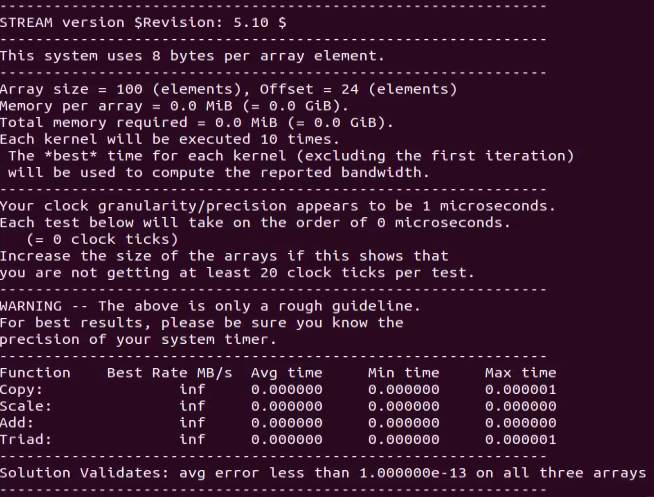 -------------------------------------------------------------
STREAM version $Revision: 5.10 $
-------------------------------------------------------------
This system uses 8 bytes per array element.
-------------------------------------------------------------
Array size = 100 (elements), Offset = 24 (elements)
Memory per array = 0.0 MiB (= 0.0 GiB).
Total memory required = 0.0 MiB (= 0.0 GiB).
Each kernel will be executed 10 times.
 The *best* time for each kernel (excluding the first iteration)
 will be used to compute the reported bandwidth.
-------------------------------------------------------------
Your clock granularity/precision appears to be 1 microseconds.
Each test below will take on the order of 0 microseconds.
   (= 0 clock ticks)
Increase the size of the arrays if this shows that
you are not getting at least 20 clock ticks per test.
-------------------------------------------------------------
WARNING -- The above is only a rough guideline.
For best results, please be sure you know the
precision of your system timer.
-------------------------------------------------------------
Function    Best Rate MB/s  Avg time     Min time     Max time
Copy:               inf     0.000000     0.000000     0.000001
Scale:              inf     0.000000     0.000000     0.000000
Add:                inf     0.000000     0.000000     0.000000
Triad:              inf     0.000000     0.000000     0.000001
-------------------------------------------------------------
Solution Validates: avg error less than 1.000000e-13 on all three arrays
-------------------------------------------------------------